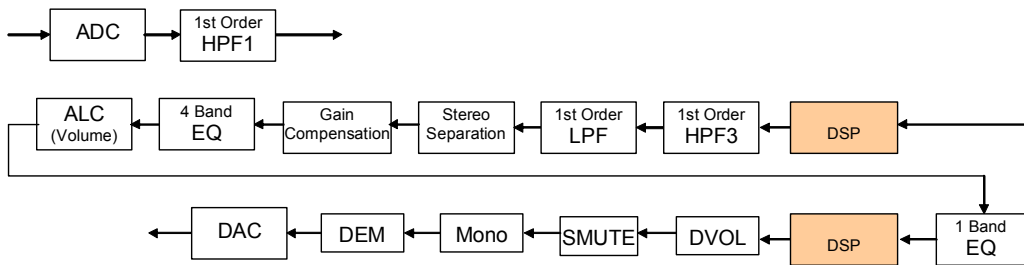 ADC
1st Order
HPF1
ALC
(Volume)
4 Band
EQ
Gain
Compensation
Stereo
Separation
1st Order
LPF
1st Order
HPF3
DSP
DAC
DEM
Mono
SMUTE
DVOL
DSP
1 Band
EQ